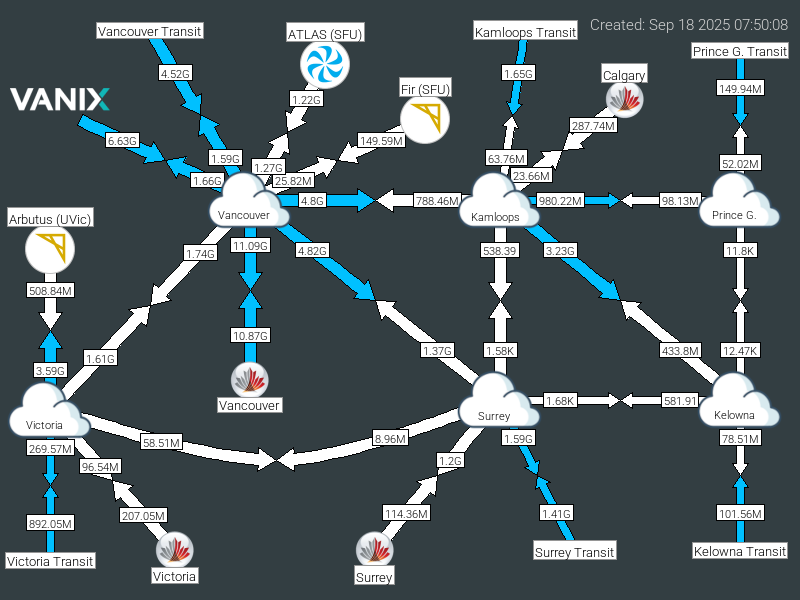 Created: Sep 18 2025 07:50:08
Vancouver Transit
ATLAS (SFU)
Kamloops Transit
Prince G. Transit
4.52G
1.65G
Calgary
149.94M
VANIX
1.22G
Fir (SFU)
287.74M
6.63G
149.59M
1.59G
63.76M
52.02M
1.27G
23.66M
1.66G
25.82M
4.8G
788.46M
980.22M
98.13M
Vancouver
Kamloops
Prince G.
Arbutus (UVic)
1.74G
11.09G
4.82G
538.39
3.23G
11.8K
508.84M
10.87G
1.61G
1.37G
1.58K
433.8M
12.47K
3.59G
Vancouver
1.68K
581.91
Victoria
Surrey
Kelowna
58.51M
8.96M
269.57M
1.59G
78.51M
96.54M
1.2G
207.05M
114.36M
1.41G
101.56M
892.05M
Victoria Transit
Victoria
Surrey
Surrey Transit
Kelowna Transit